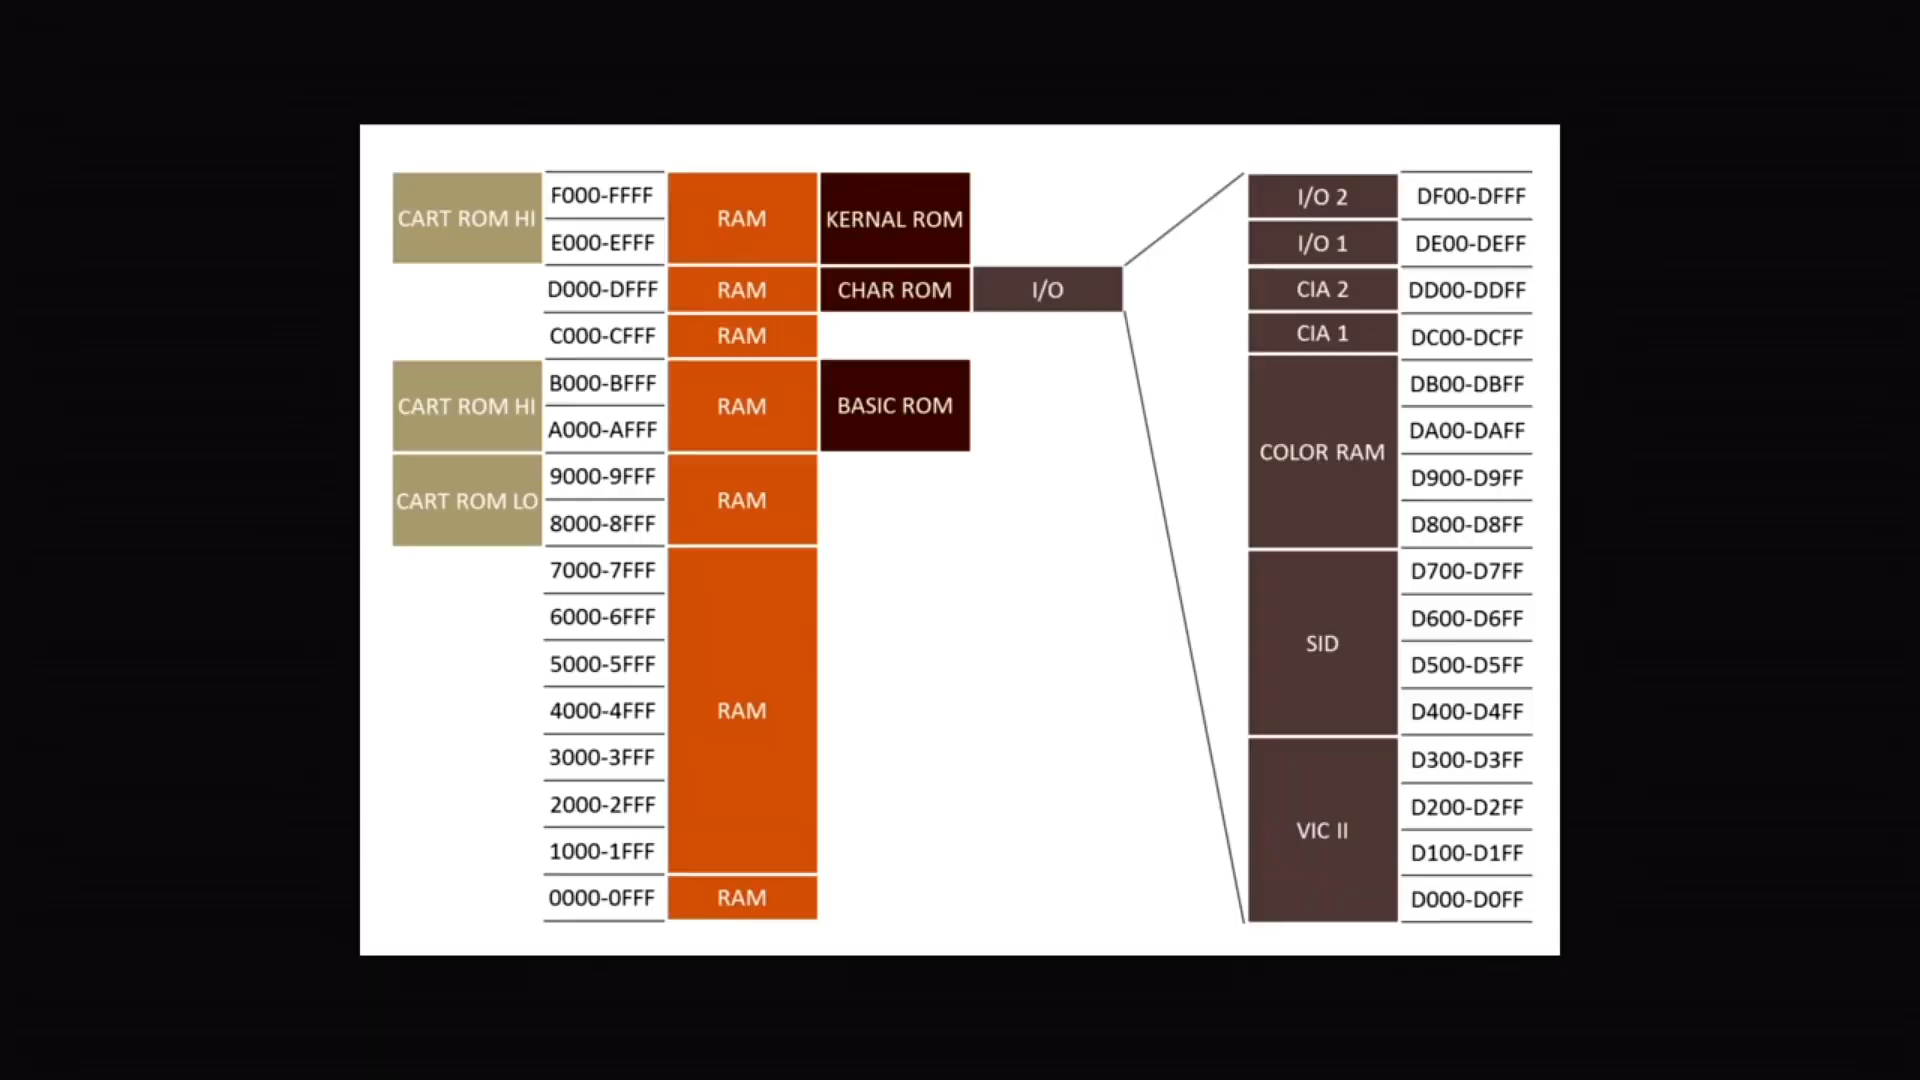 CART ROM HI
CART ROM HI
CART ROM LO
F000-FFFF
E000-EFFF
D000-DFFF
C000-CFFF
B000-BFFF
A000-AFFF
9000-9FFF
8000-8FFF
7000-7FFF
6000-6FFF
5000-5FFF
4000-4FFF
3000-3FFF
2000-2FFF
1000-1FFF
0000-0FFF
RAM
RAM
RAM
RAM
RAM
RAM
RAM
KERNAL ROM
CHAR ROM
BASIC ROM
I/O
I/O 2
I/O 1
CIA 2
CIA 1
COLOR RAM
SID
VIC II
DF00-DFFF
DE00-DEFF
DD00-DDFF
DC00-DCFF
DB00-DBFF
DA00-DAFF
D900-D9FF
D800-D8FF
D700-D7FF
D600-D6FF
D500-D5FF
D400-D4FF
D300-D3FF
D200-D2FF
D100-D1FF
D000-D0FF